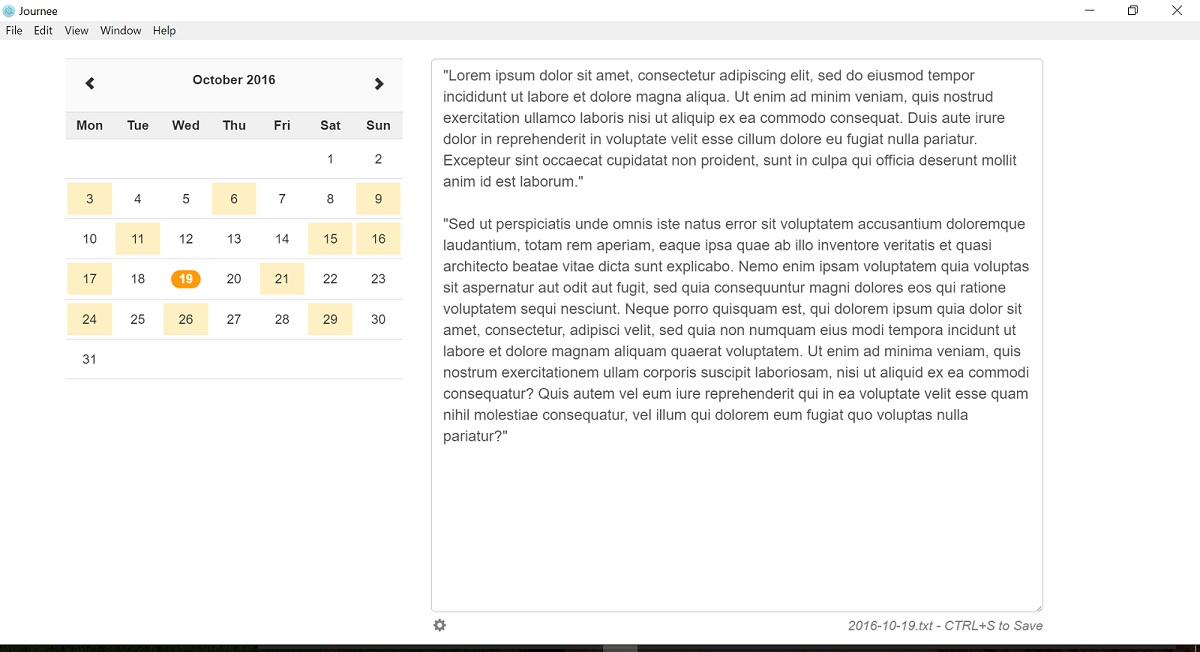 Journee
File Edit View Window Help
October 2016
Mon Tue Wed Thu Fri Sat Sun
1 2
3 4 5 6 7 8 9
10 11 12 13 14 15 16
17 18 19 20 21 22 23
24 25 26 27 28 29 30
31
"Lorem ipsum dolor sit amet, consectetur adipiscing elit, sed do eiusmod tempor
incididunt ut labore et dolore magna aliqua. Ut enim ad minim veniam, quis nostrud
exercitation ullamco laboris nisi ut aliquip ex ea commodo consequat. Duis aute irure
dolor in reprehenderit in voluptate velit esse cillum dolore eu fugiat nulla pariatur.
Excepteur sint occaecat cupidatat non proident, sunt in culpa qui officia deserunt mollit
anim id est laborum."
"Sed ut perspiciatis unde omnis iste natus error sit voluptatem accusantium doloremque
laudantium, totam rem aperiam, eaque ipsa quae ab illo inventore veritatis et quasi
architecto beatae vitae dicta sunt explicabo. Nemo enim ipsam voluptatem quia voluptas
sit aspernatur aut odit aut fugit, sed quia consequuntur magni dolores eos qui ratione
voluptatem sequi nesciunt. Neque porro quisquam est, qui dolorem ipsum quia dolor sit
amet, consectetur, adipisci velit, sed quia non numquam eius modi tempora incidunt ut
labore et dolore magnam aliquam quaerat voluptatem. Ut enim ad minima veniam, quis
nostrum exercitationem ullam corporis suscipit laboriosam, nisi ut aliquid ex ea commodi
consequatur? Quis autem vel eum iure reprehenderit qui in ea voluptate velit esse quam
nihil molestiae consequatur, vel illum qui dolorem eum fugiat quo voluptas nulla
pariatur?"
2016-10-19.txt - CTRL+S to Save